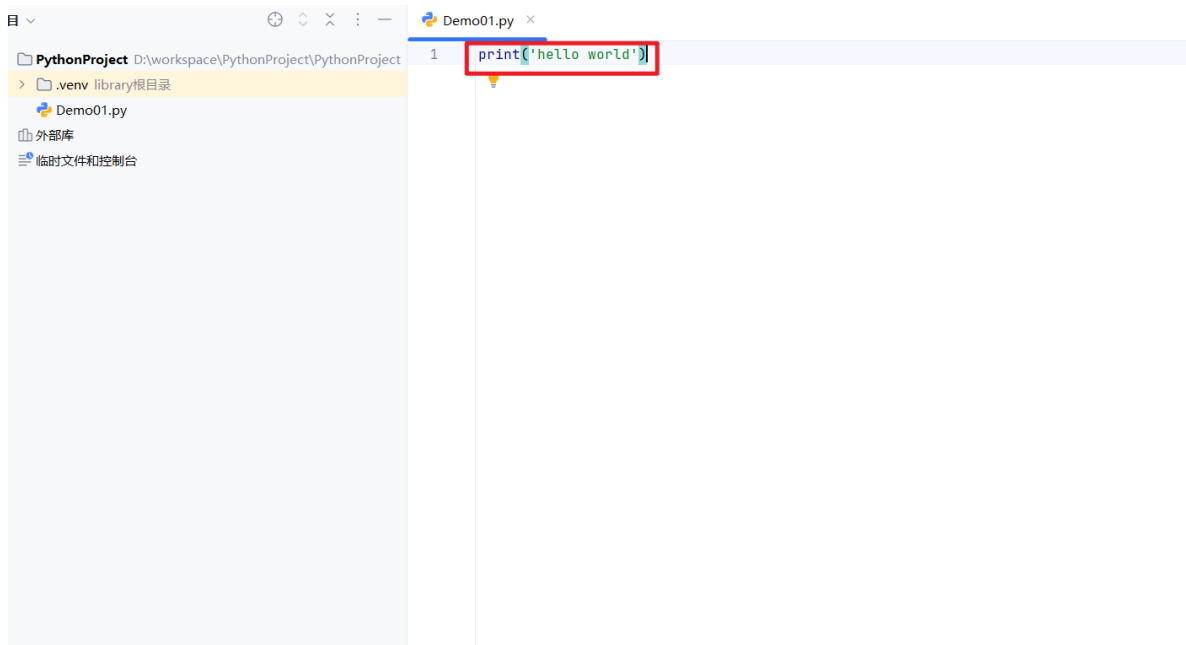 目
PythonProject D:\workspace\PythonProject\PythonProject
.venv library根目录
Demo01.py
外部库
临时文件和控制台
Demo01.py
1 print('hello world')